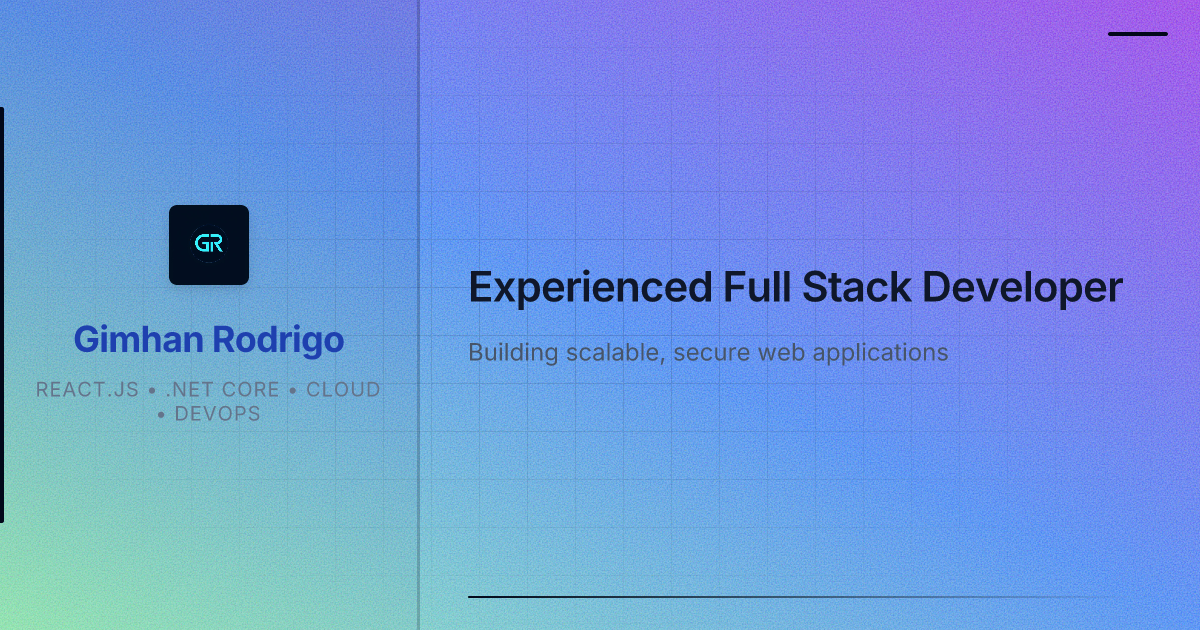 GR
Gimhan Rodrigo
REACT.JS • .NET CORE • CLOUD
• DEVOPS
Experienced Full Stack Developer
Building scalable, secure web applications